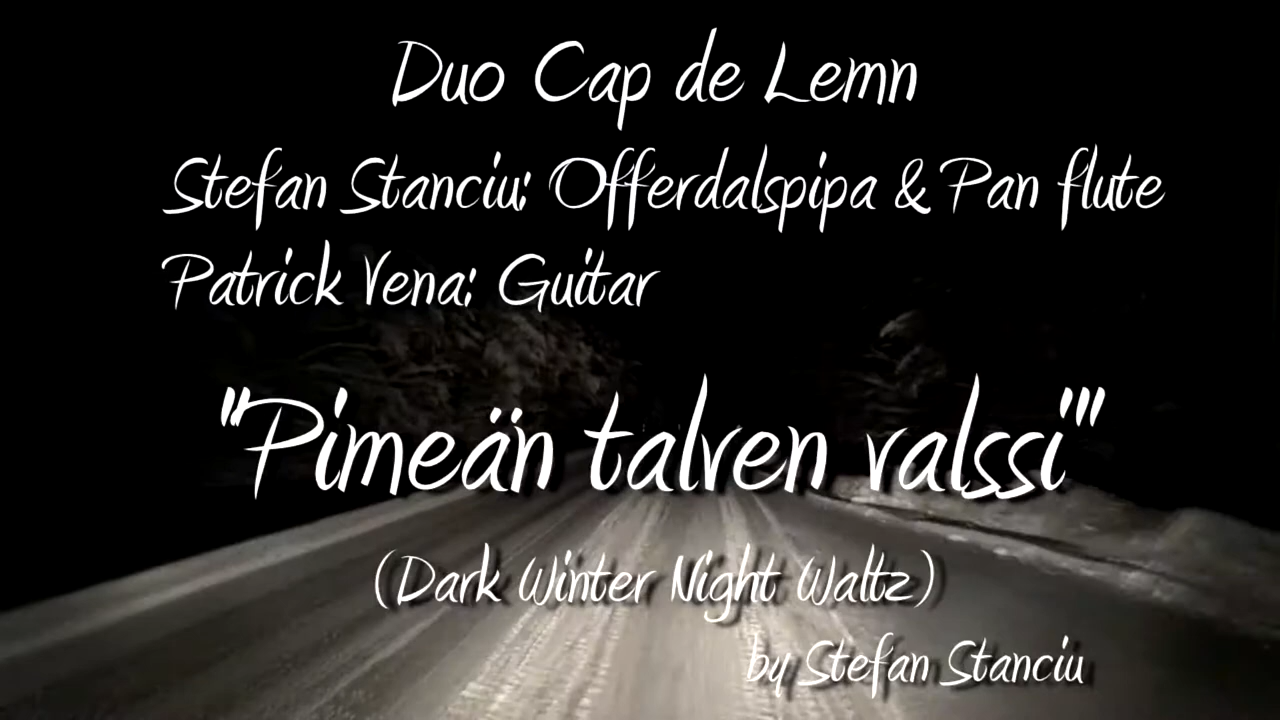 Duo Cap de Lemn
Stefan Stanciu: Offerdalspipa & Pan flute
Patrick Vena: Guitar
"Pimeän talven valssi"
(Dark Winter Night Waltz)
by Stefan Stanciu